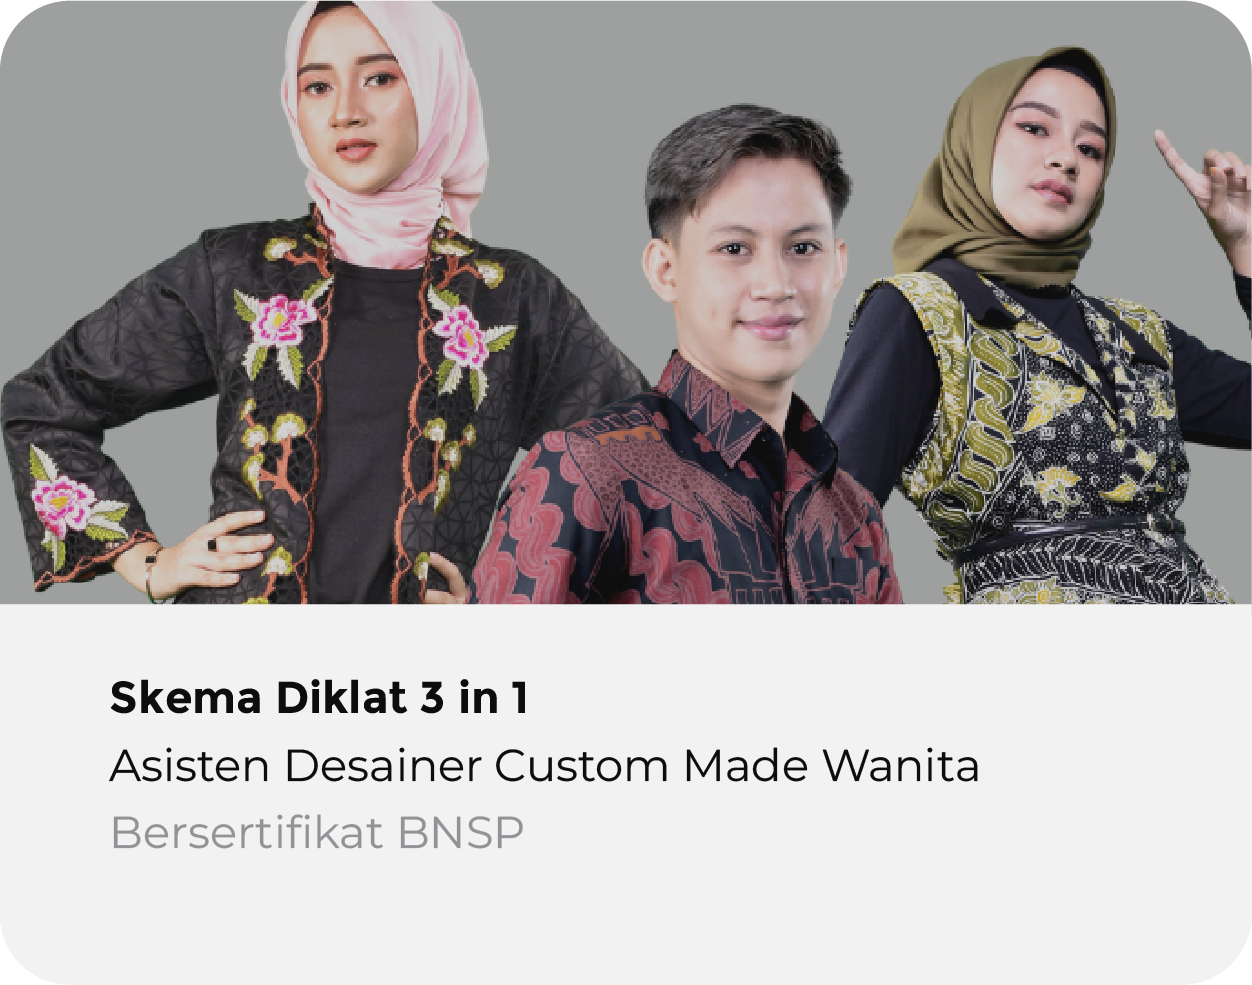 Skema Diklat 3 in 1
Asisten Desainer Custom Made Wanita
Bersertifikat BNSP